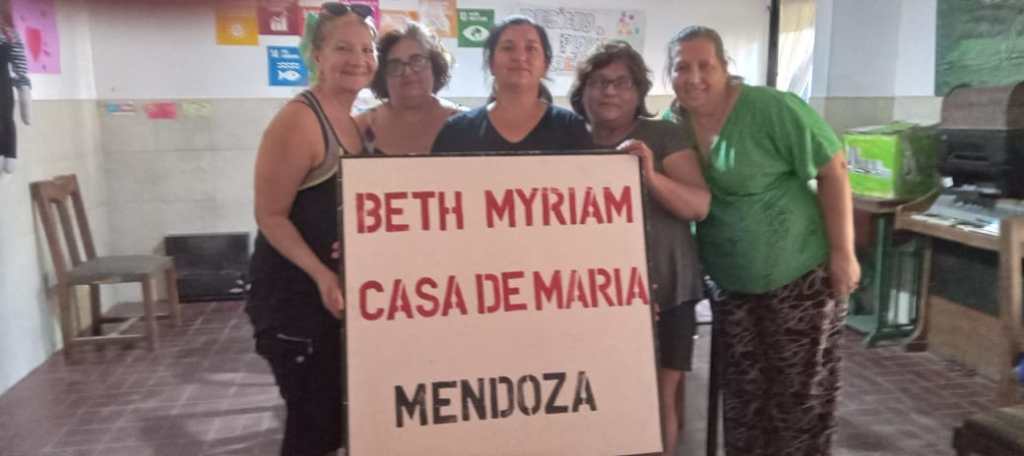 BETH MYRIAM
CASA DE MARIA
MENDOZA